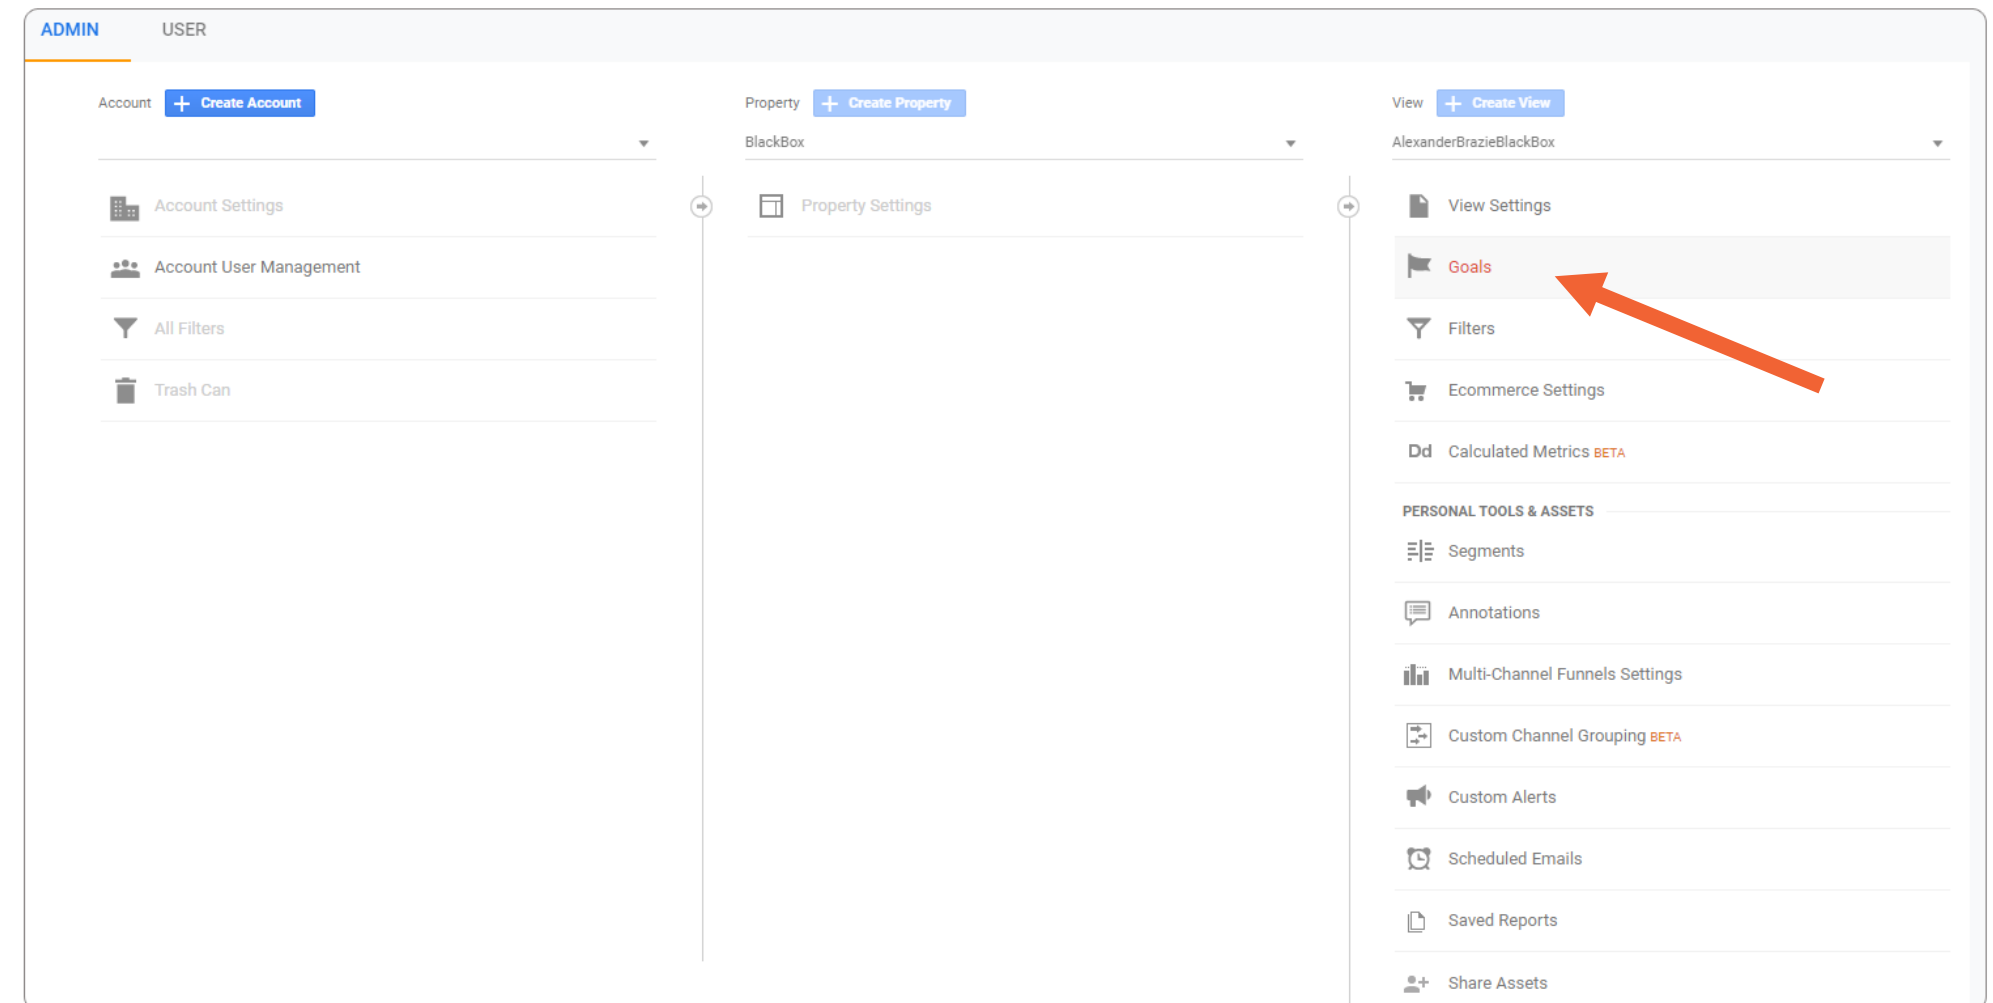 ADMIN
USER
Account
+ Create Account
Account Settings
Account User Management
All Filters
Trash Can
Property
+ Create Property
BlackBox
Property Settings
View
+ Create View
AlexanderBrazieBlackBox
View Settings
Goals
Filters
Ecommerce Settings
Dd Calculated Metrics BETA
PERSONAL TOOLS & ASSETS
Segments
Annotations
Multi-Channel Funnels Settings
Custom Channel Grouping BETA
Custom Alerts
Scheduled Emails
Saved Reports
Share Assets